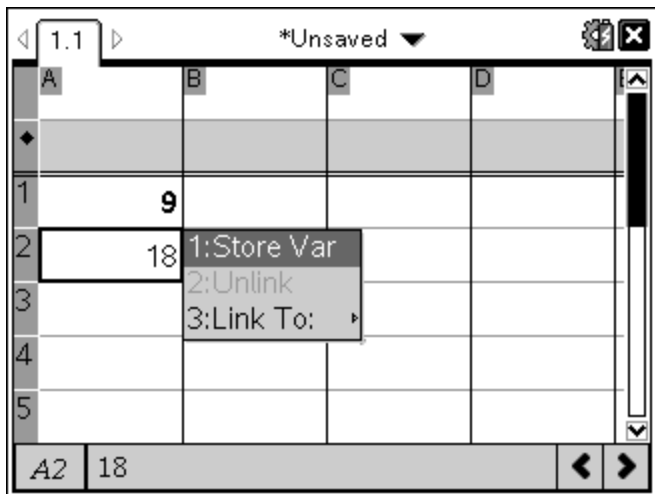 1.1 *Unsaved
A B C D E
1 9
2 18 1:Store Var
2:Unlink
3 3:Link To:
4
5
A2 18